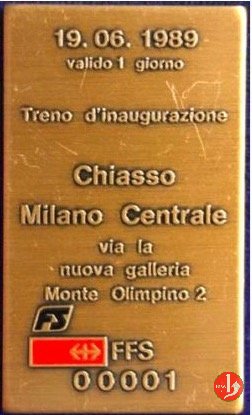 19.06.1989
valido 1 giorno
Treno d'inaugurazione
Chiasso
Milano Centrale
via la
nuova galleria
Monte Olimpino 2
FS
FFS
00001